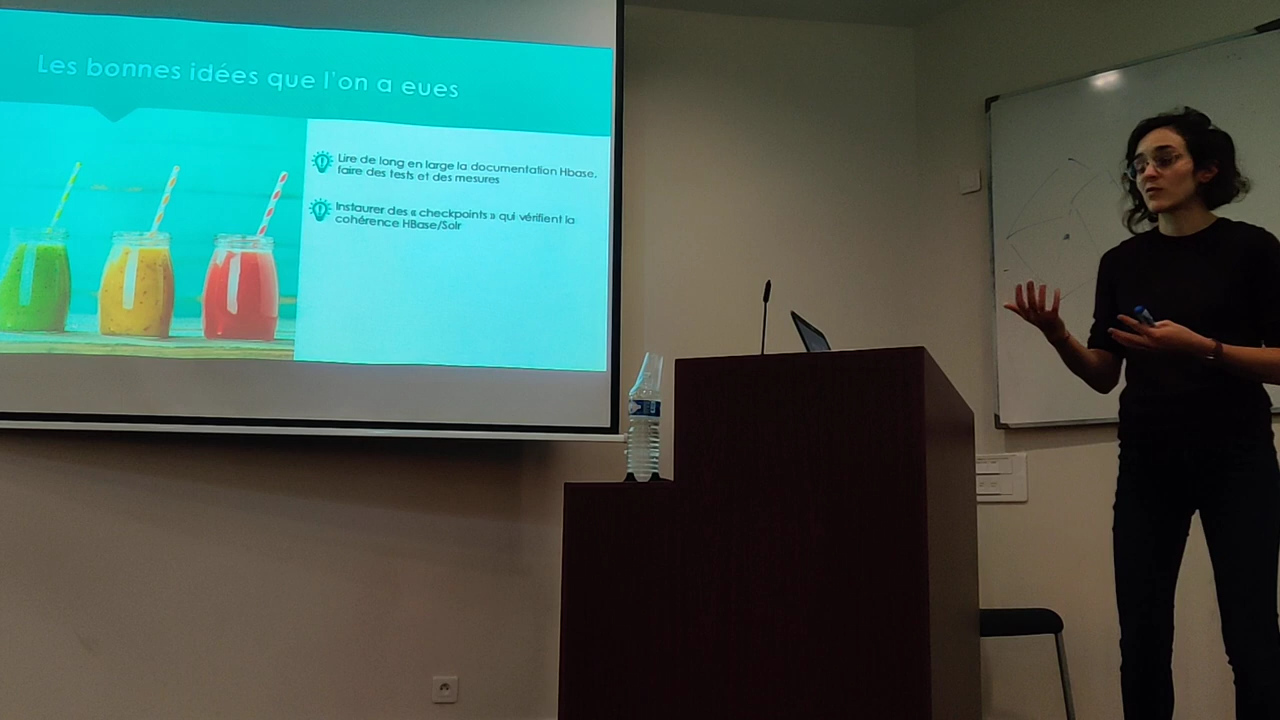 Les bonnes idées que l'on a eues
Lire de long en large la documentation Hbase,
faire des tests et des mesures
Instaurer des « checkpoints » qui vérifient la
cohérence HBase/Solr